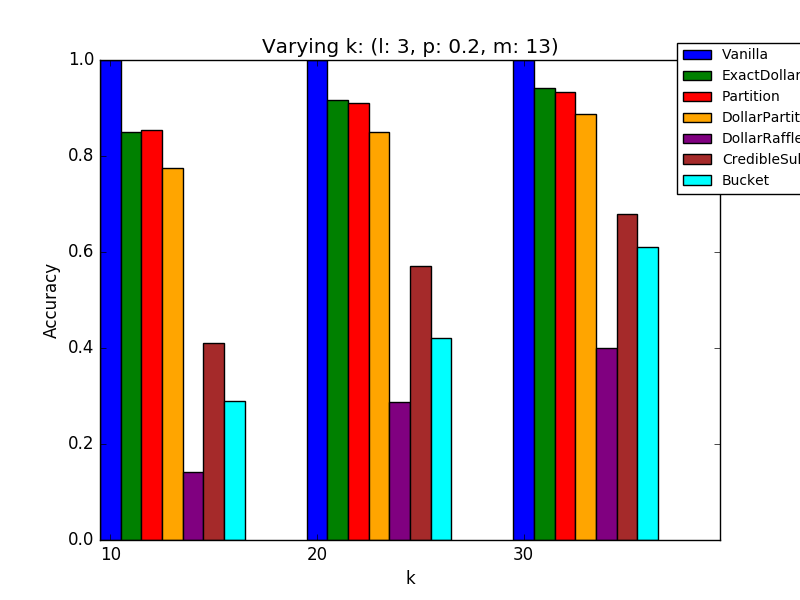 Varying k: (l: 3, p: 0.2, m: 13)
Vanilla
ExactDollar
Partition
DollarPartit
DollarRaffle
CredibleSul
Bucket
Accuracy
1.0
0.8
0.6
0.4
0.2
0.0
10 20 30
k